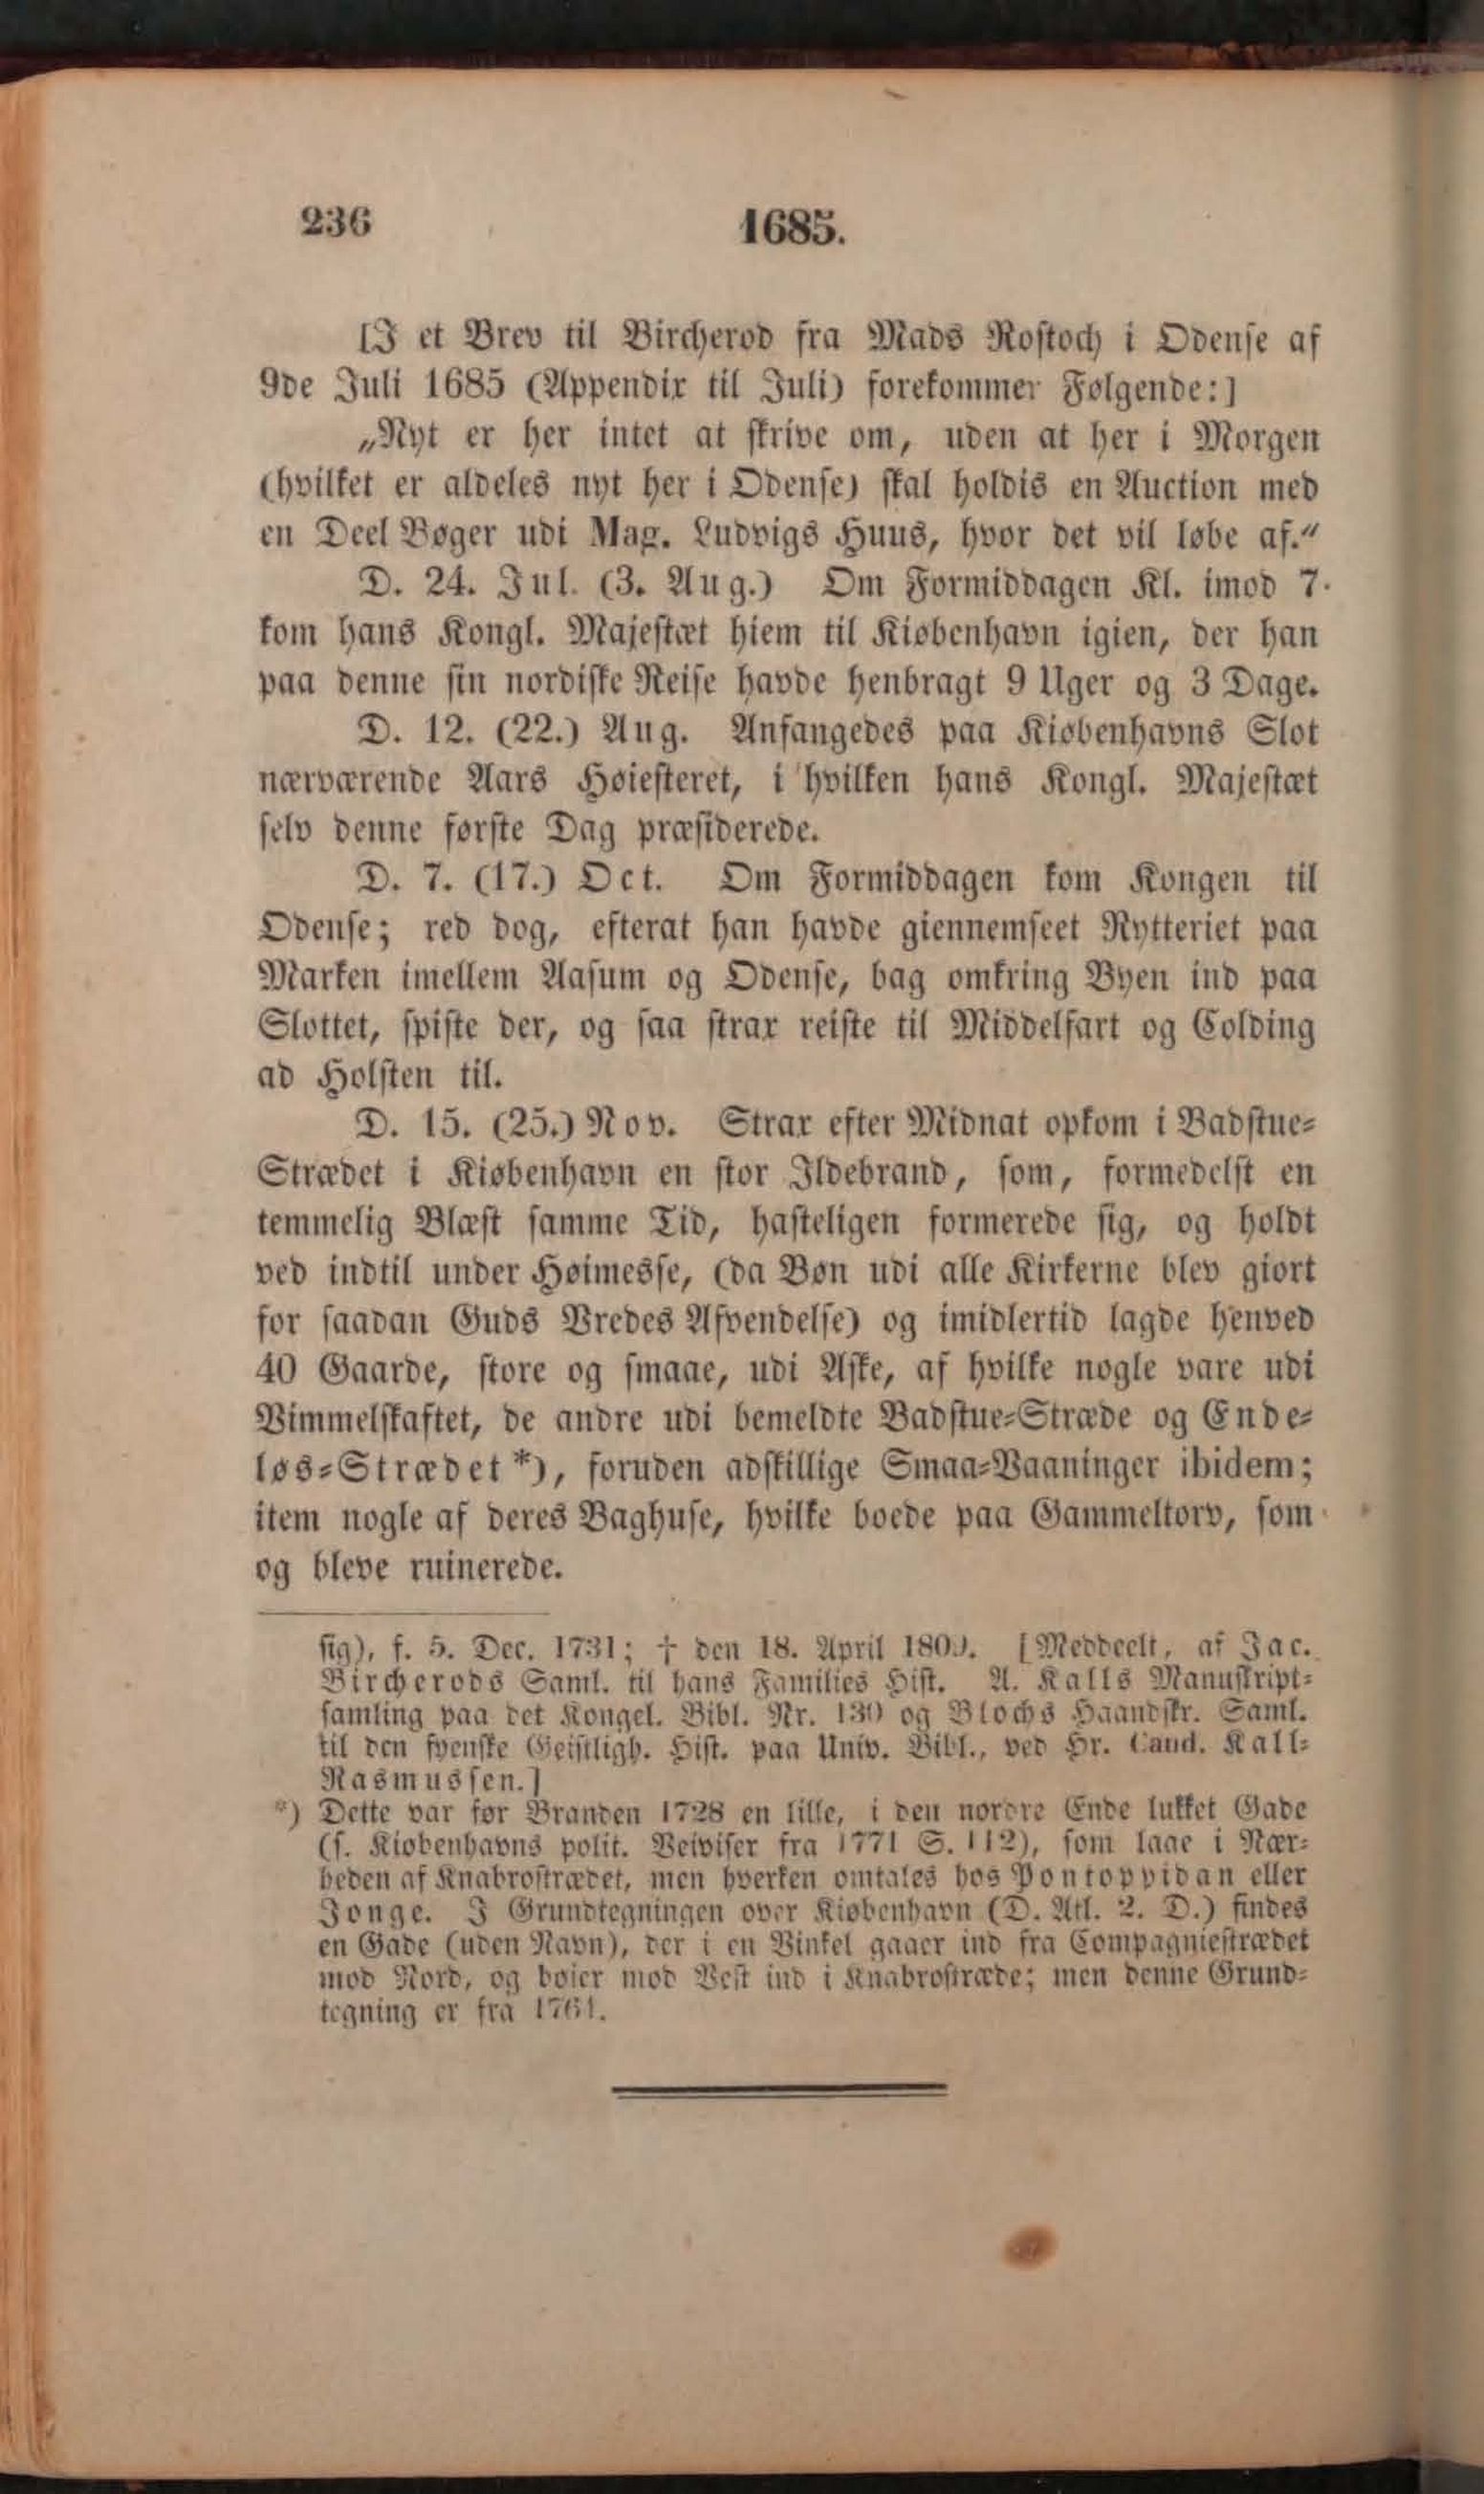 236
1685.
[I et Brev til Bircherod fra Mads Rostoch i Odense af
9de Juli 1685 (Appendix til Juli) forekommer Følgende:]
„Nyt er her intet at skrive om, uden at her i Morgen
(hvilket er aldeles nyt her i Odense) skal holdis en Auction med
en Deel Bøger udi Mag. Ludvigs Huus, hvor det vil løbe af.“
D. 24. Jul. (3. Aug.) Om Formiddagen Kl. imod 7
kom hans Kongl. Majestæt hiem til Kiøbenhavn igien, der han
paa denne sin nordiske Reise havde henbragt 9 Uger og 3 Dage.
D. 12. (22.) Aug. Anfangedes paa Kiøbenhavns Slot
nærværende Aars Høiesteret, i hvilken hans Kongl. Majestæt
selv denne første Dag præsiderede.
D. 7. (17.) Oct. Om Formiddagen kom Kongen til
Odense; red dog, efterat han havde giennemseet Rytteriet paa
Marken imellem Aasum og Odense, bag omkring Byen ind paa
Slottet, spiste der, og saa strax reiste til Middelfart og Colding
ad Holsten til.
D. 15. (25.) Nov. Strax efter Midnat opkom i Badstue-
Strædet i Kiøbenhavn en stor Ildebrand, som, formedelst en
temmelig Blæst samme Tid, hasteligen formerede sig, og holdt
ved indtil under Høimesse, (da Bøn udi alle Kirkerne blev giort
for saadan Guds Vredes Afvendelse) og imidlertid lagde henved
40 Gaarde, store og smaae, udi Aske, af hvilke nogle vare udi
Vimmelskaftet, de andre udi bemeldte Badstue-Stræde og Ende-
løs-Strædet *), foruden adskillige Smaa-Vaaninger ibidem;
item nogle af deres Baghuse, hvilke boede paa Gammeltorv, som
og bleve ruinerede.
sig), f. 5. Dec. 1731; † den 18. April 180. [Meddeelt, af Jac.
Bircherods Saml. til hans Families Hist. A. Kalls Manuskript-
samling paa det Kongel. Bibl. Nr. 130 og Blochs Haandskr. Saml.
til den fyenske Geistligh. Hist. paa Univ. Bibl., ved Hr. Cand. Kall-
Rasmussen.]
*) Dette var før Branden 1728 en lille, i den nordre Ende lukket Gade
(s. Kiøbenhavns polit. Veiviser fra 1771 S. 112), som laae i Nær-
heden af Knabrostrædet, men hverken omtales hos Pontoppidan eller
Jonge. I Grundtegningen over Kiøbenhavn (D. Atl. 2. D.) findes
en Gade (uden Navn), der i en Vinkel gaaer ind fra Compagniestrædet
mod Nord, og bøier mod Vest ind i Knabrostræde; men denne Grund-
tegning er fra 1761.